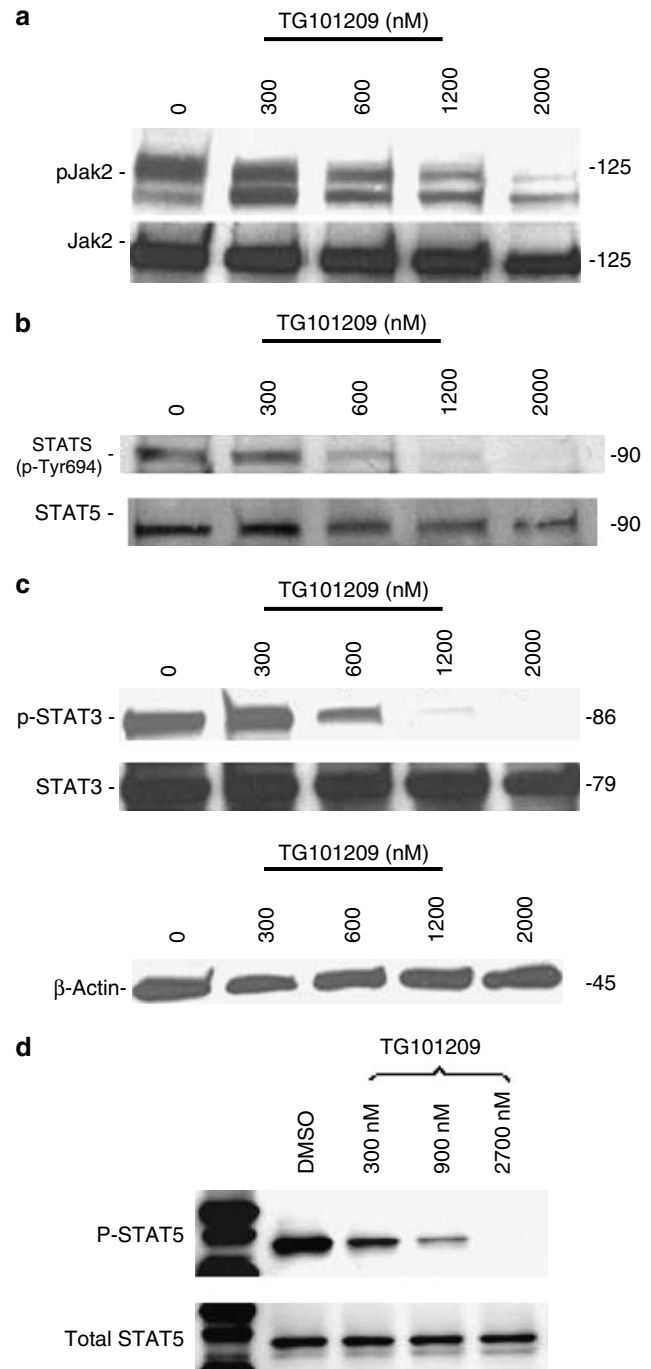 a
TG101209 (nM)
0 300 600 1200 2000
pJak2 - -125
Jak2 - -125
b
TG101209 (nM)
0 300 600 1200 2000
STATS - -90
(p-Tyr694)
STAT5 - -90
c
TG101209 (nM)
0 300 600 1200 2000
p-STAT3 - -86
STAT3 - -79
TG101209 (nM)
0 300 600 1200 2000
β-Actin- -45
d
TG101209
DMSO 300 nM 900 nM 2700 nM
P-STAT5
Total STAT5